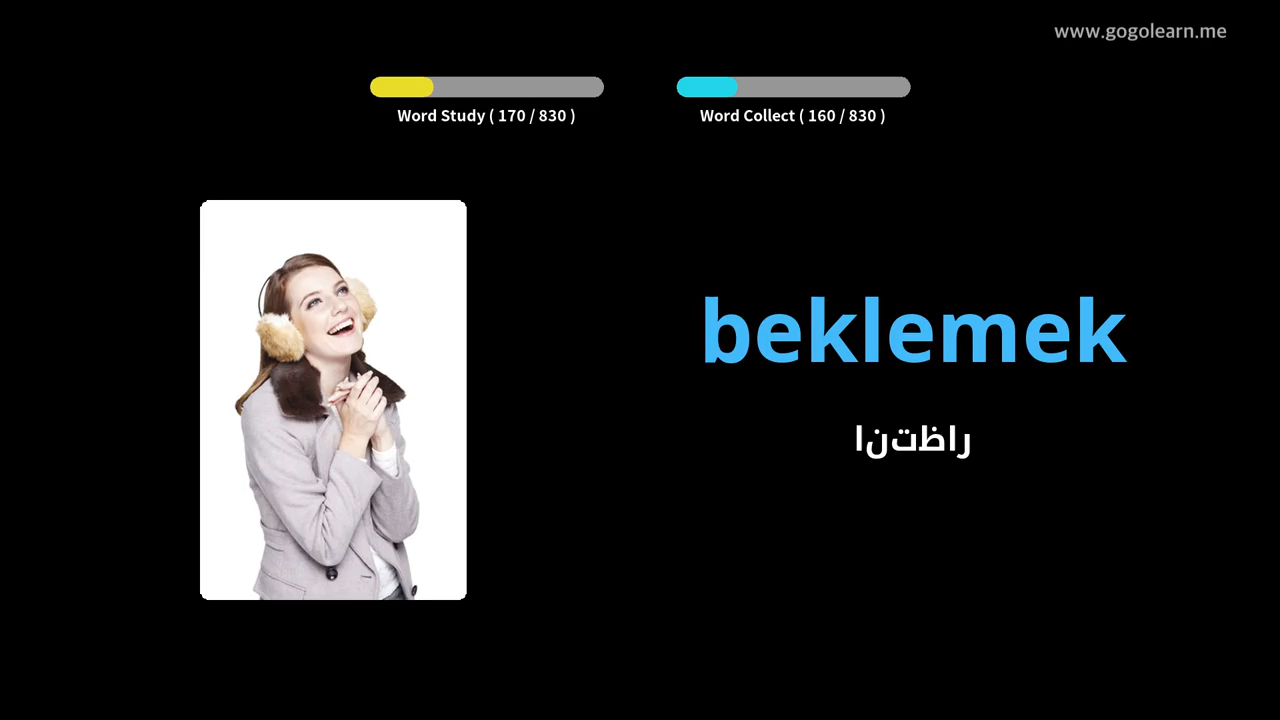 www.gogolearn.me
Word Study ( 170 / 830 )
Word Collect ( 160 / 830 )
beklemek
راظتنا